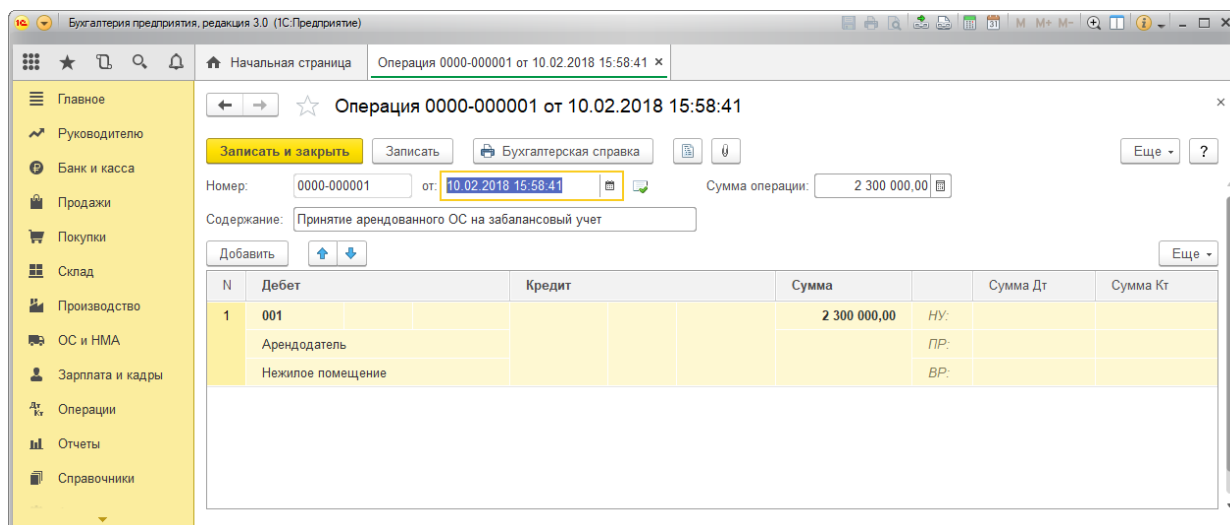 Бухгалтерия предприятия, редакция 3.0 (1С:Предприятие) M M+ M-
Начальная страница Операция 0000-000001 от 10.02.2018 15:58:41 ×
Главное
Операция 0000-000001 от 10.02.2018 15:58:41
Руководителю
Записать и закрыть Записать Бухгалтерская справка Еще ?
Банк и касса
Номер: 0000-000001 от: 10.02.2018 15:58:41 Сумма операции: 2 300 000,00
Продажи
Содержание: Принятие арендованного ОС на забалансовый учет
Покупки
Добавить Еще
Склад
N Дебет Кредит Сумма Сумма Дт Сумма Кт
Производство
1 001 2 300 000,00 НУ:
ОС и НМА
Арендодатель ПР:
Зарплата и кадры
Нежилое помещение ВР:
Дт Кт Операции
Отчеты
Справочники